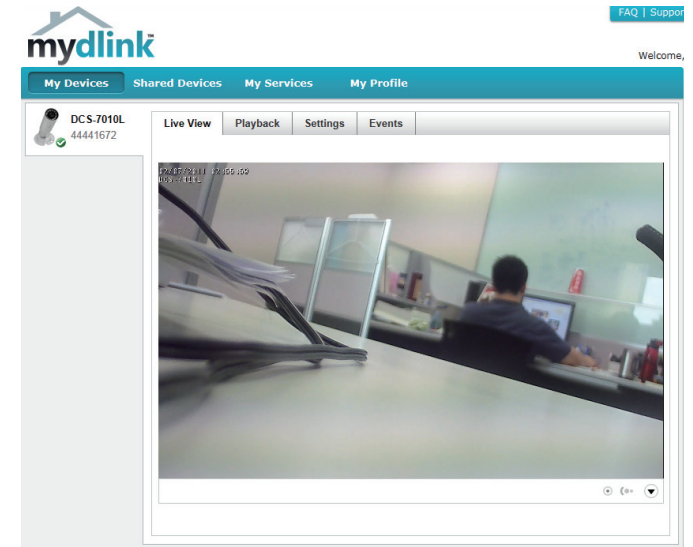 FAQ | Suppor
mydlink
Welcome,
My Devices Shared Devices My Services My Profile
DCS-7010L
44441672
Live View Playback Settings Events